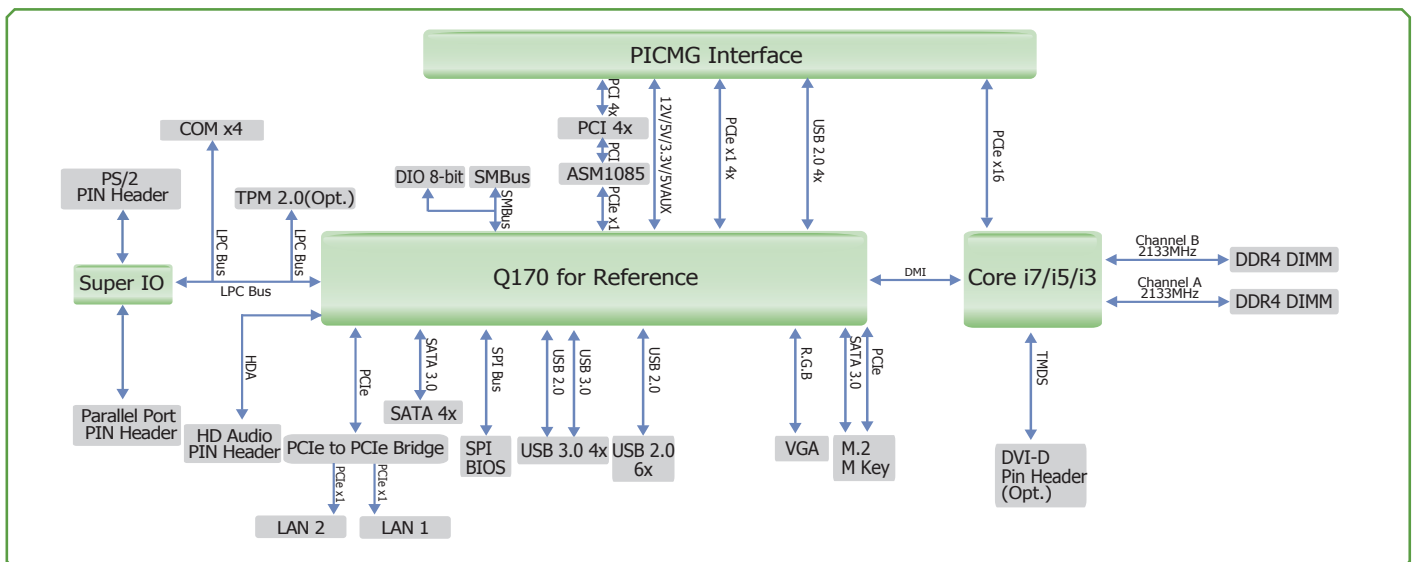 PICMG Interface
PCI 4x
12V/5V/3.3V/5VAUX
PCIe x1 4x
USB 2.0 4x
PCIe x16
COM x4
PCI 4x
PCI
PS/2
PIN Header
DIO 8-bit
SMBus
ASM1085
TPM 2.0(Opt.)
SMBus
PCIe x1
LPC Bus
LPC Bus
Super IO
LPC Bus
Q170 for Reference
DMI
Core i7/i5/i3
Channel B
2133MHz
DDR4 DIMM
Channel A
2133MHz
DDR4 DIMM
HDA
PCIe
SATA 3.0
SPI Bus
USB 2.0
USB 3.0
USB 2.0
R.G.B
SATA 3.0
PCIe
TMDS
Parallel Port
PIN Header
HD Audio
PIN Header
PCIe to PCIe Bridge
SATA 4x
SPI
BIOS
USB 3.0 4x
USB 2.0
6x
VGA
M.2
M Key
DVI-D
Pin Header
(Opt.)
PCIe x1
PCIe x1
LAN 2
LAN 1